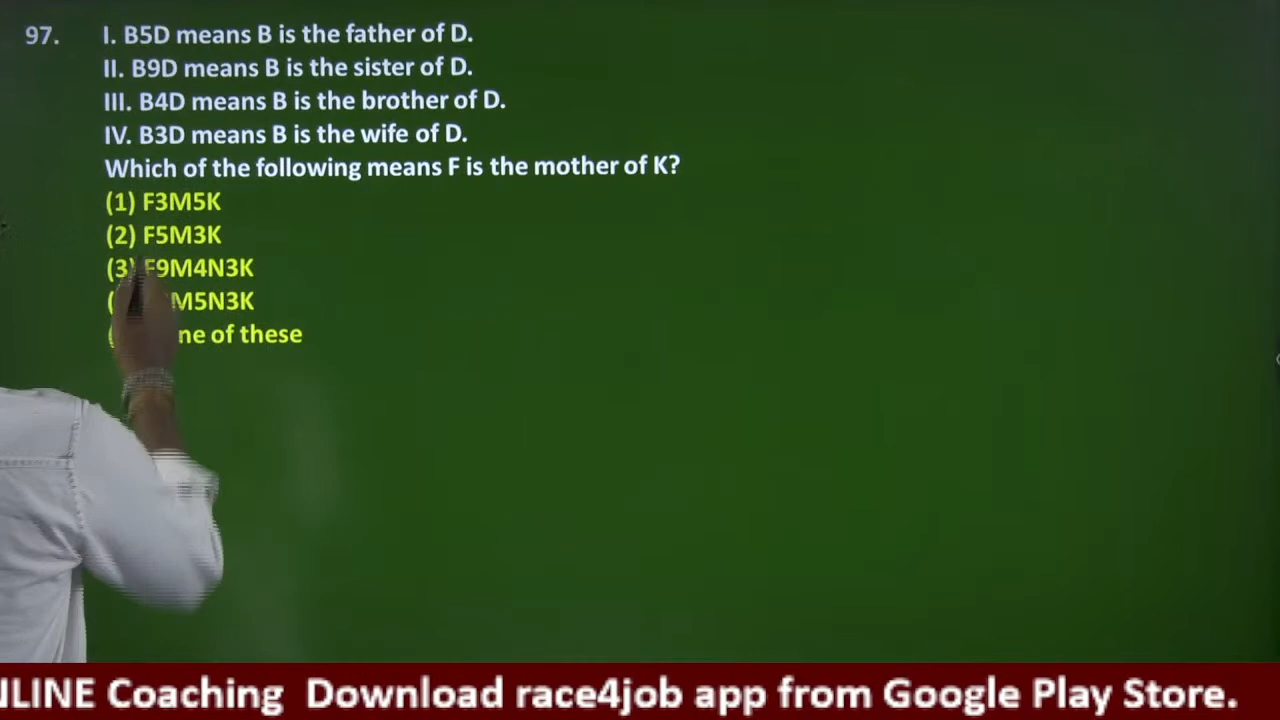 97. I. B5D means B is the father of D.
II. B9D means B is the sister of D.
III. B4D means B is the brother of D.
IV. B3D means B is the wife of D.
Which of the following means F is the mother of K?
(1) F3M5K
(2) F5M3K
(3) F9M4N3K
M5N3K
of these
NLINE Coaching Download race4job app from Google Play Store.